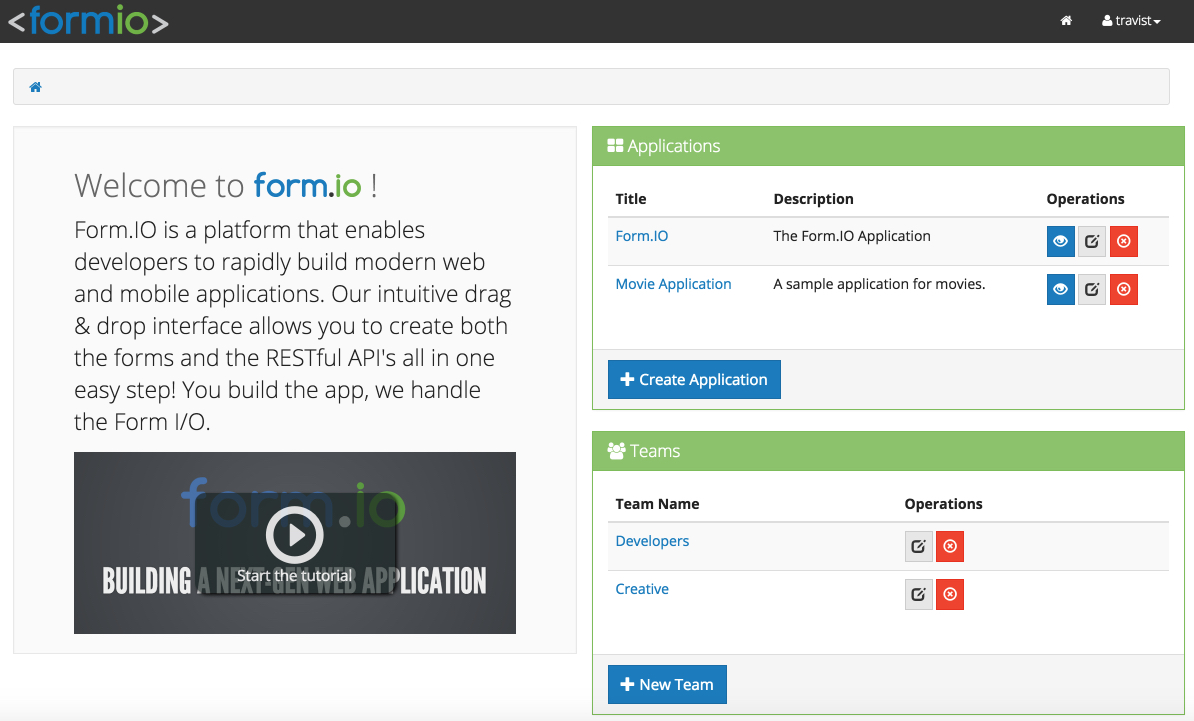 <formio>
travist
Welcome to form.io !
Form.IO is a platform that enables
developers to rapidly build modern web
and mobile applications. Our intuitive drag
& drop interface allows you to create both
the forms and the RESTful API's all in one
easy step! You build the app, we handle
the Form I/O.
form.io
Start the tutorial
BUILDING A NEXT-GEN WEB APPLICATION
Applications
Title Description Operations
Form.IO The Form.IO Application
Movie Application A sample application for movies.
Create Application
Teams
Team Name Operations
Developers
Creative
New Team